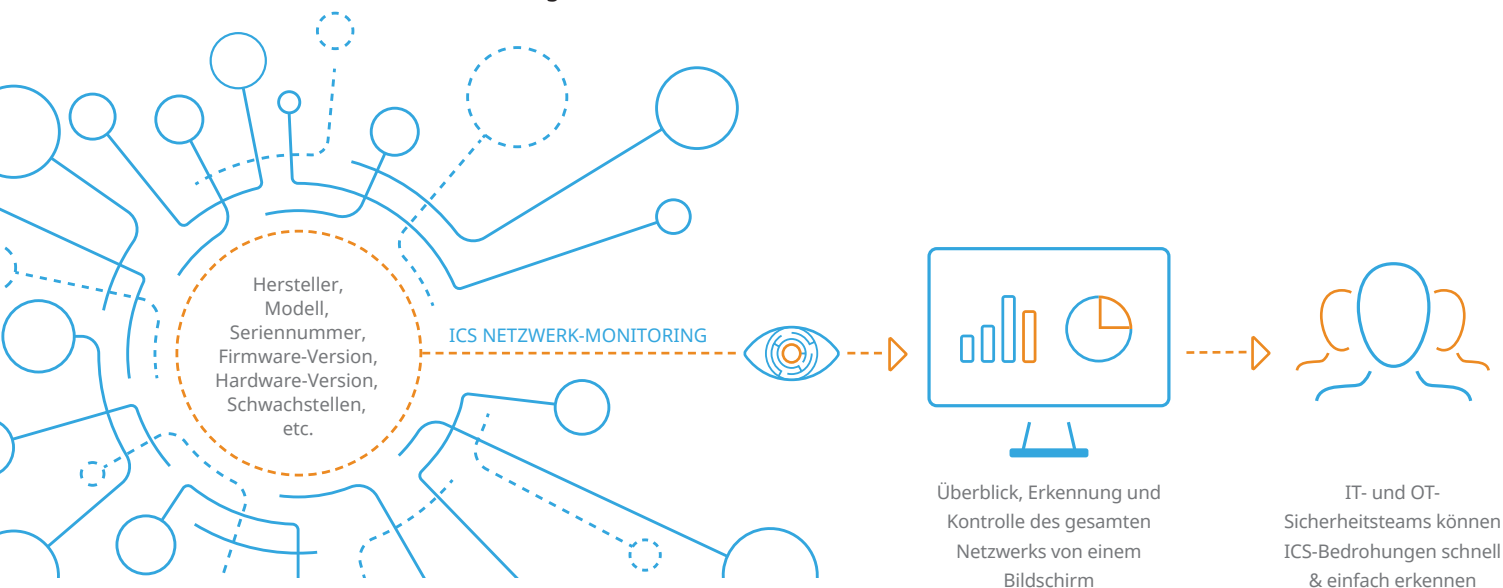 Hersteller,
Modell,
Seriennummer,
Firmware-Version,
Hardware-Version,
Schwachstellen,
etc.
ICS NETZWERK-MONITORING
Überblick, Erkennung und
Kontrolle des gesamten
Netzwerks von einem
Bildschirm
IT- und OT-
Sicherheitsteams können
ICS-Bedrohungen schnell
& einfach erkennen